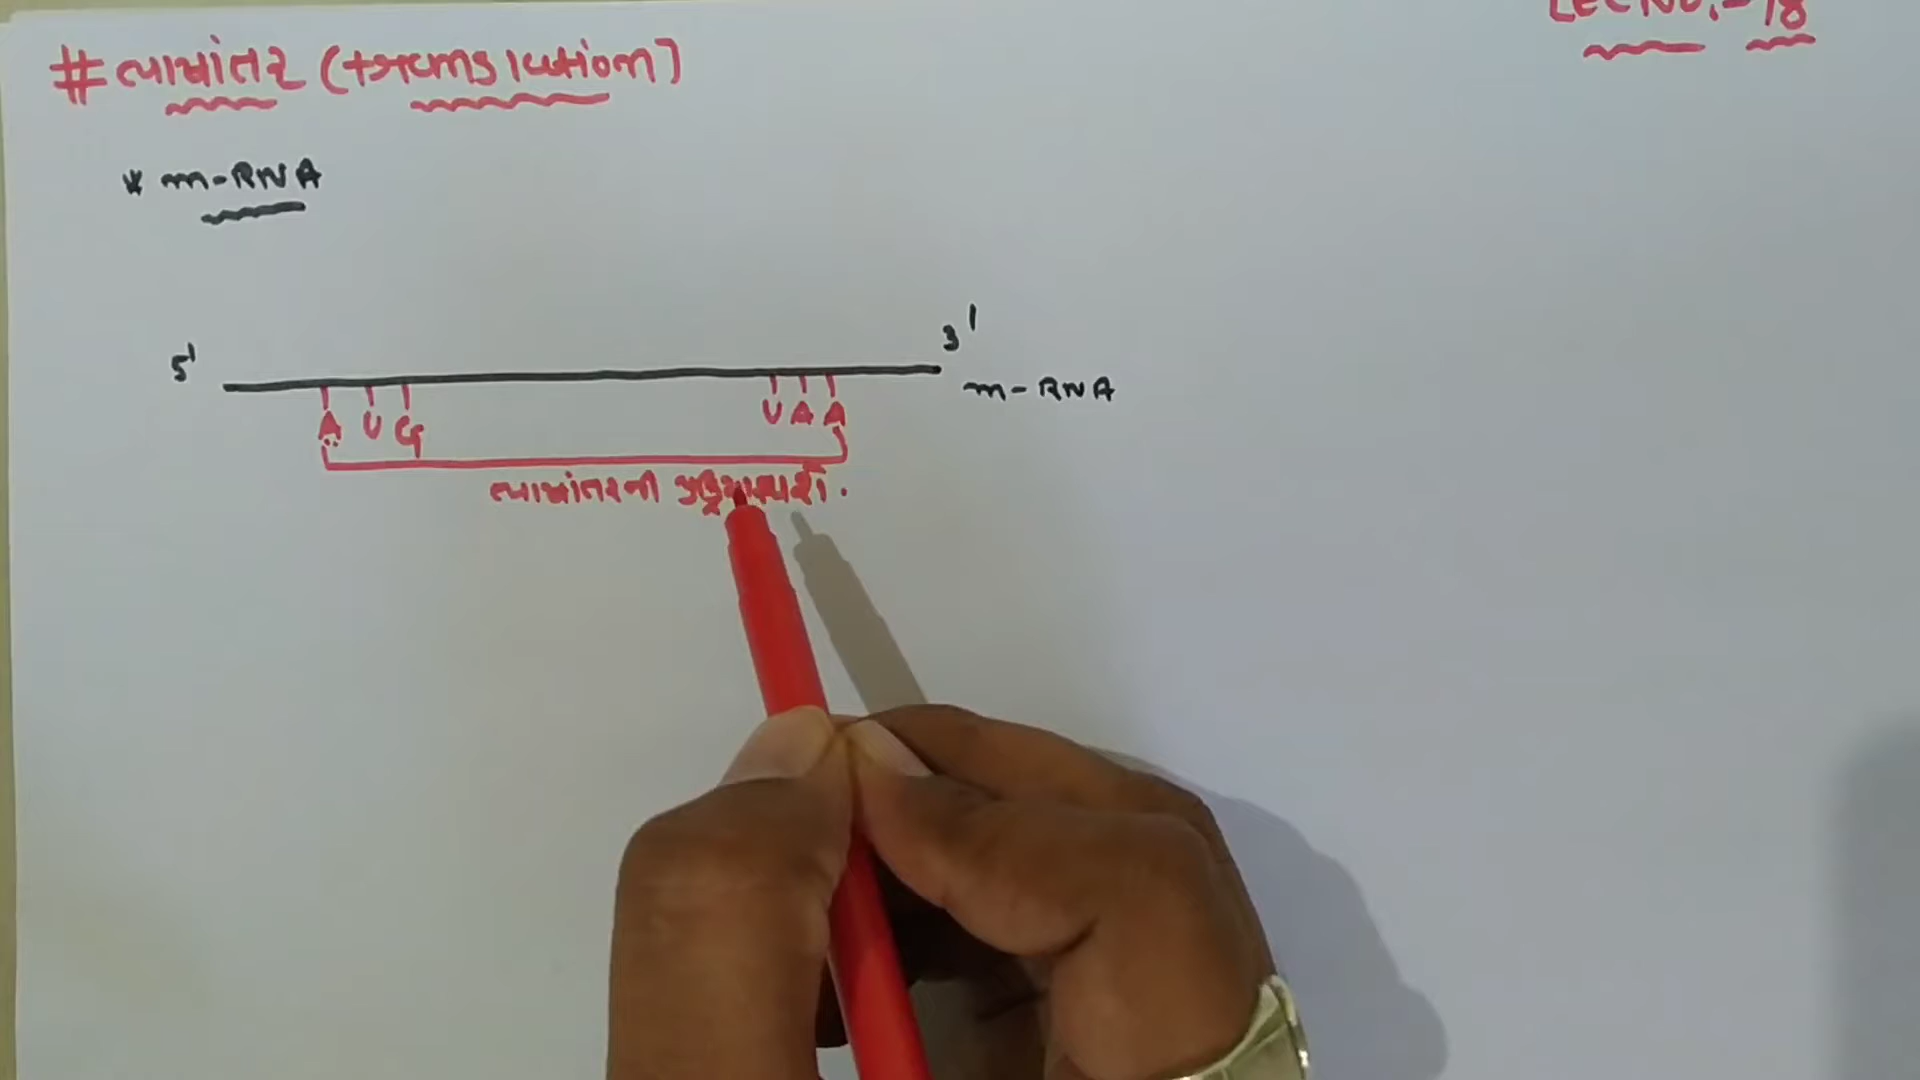 Lec No.-18
# ભાષાંતર (translation)
* m-RNA
5' 3'
m-RNA
A U G U A A
ભાષાંતરની